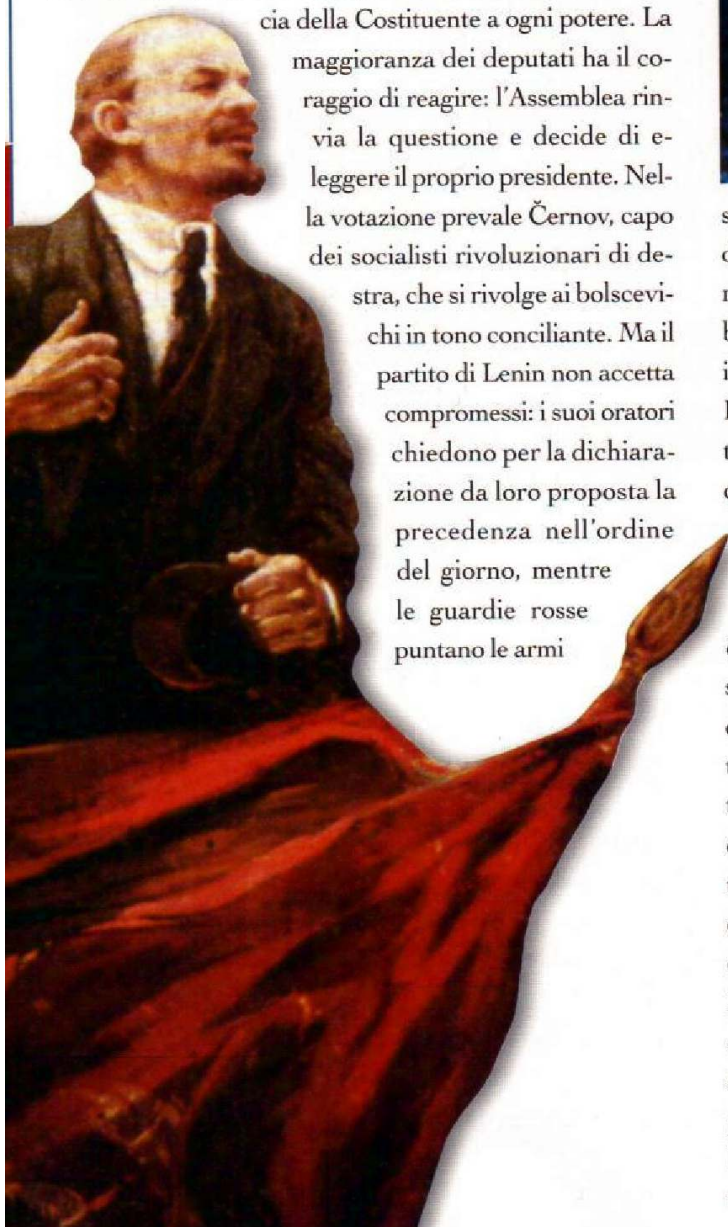 cia della Costituente a ogni potere. La
maggioranza dei deputati ha il co-
raggio di reagire: l'Assemblea rin-
via la questione e decide di e-
leggere il proprio presidente. Nel-
la votazione prevale Černov, capo
dei socialisti rivoluzionari di de-
stra, che si rivolge ai bolscevi-
chi in tono conciliante. Ma il
partito di Lenin non accetta
compromessi: i suoi oratori
chiedono per la dichiara-
zione da loro proposta la
precedenza nell'ordine
del giorno, mentre
le guardie rosse
puntano le armi